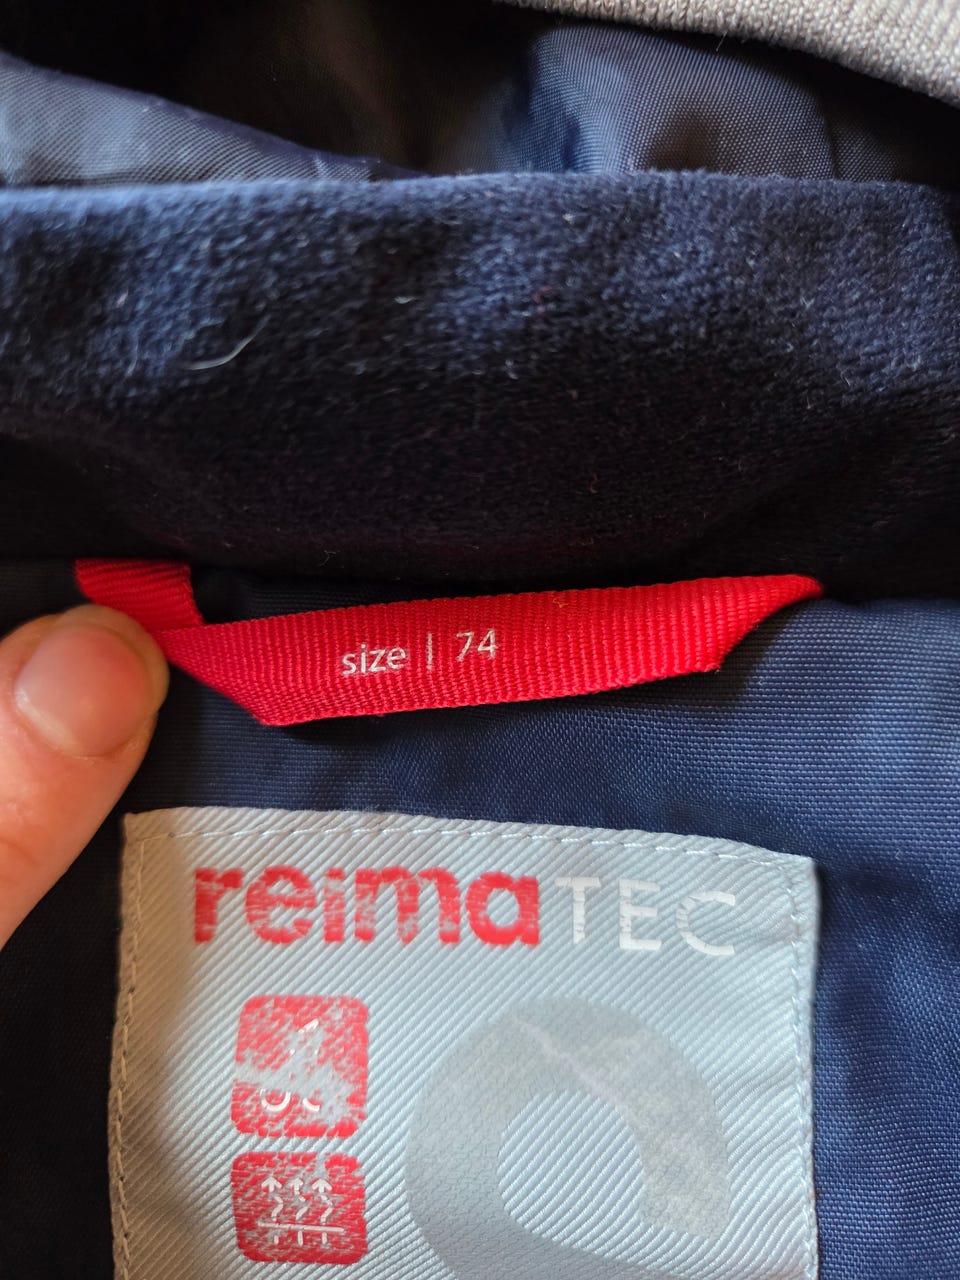 size | 74
reimaTEC